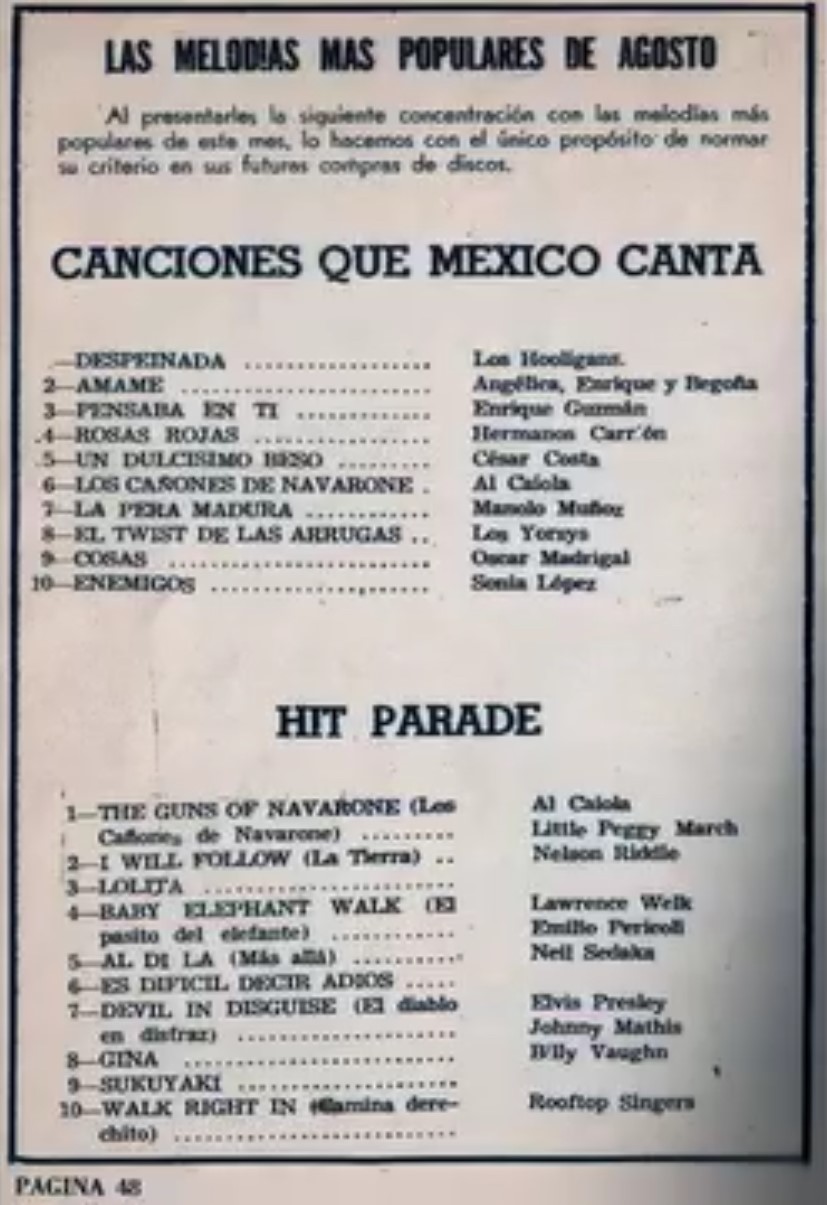 LAS MELODIAS MAS POPULARES DE AGOSTO
Al presentarles la siguiente concentración con las melodías más
populares de este mes, lo hacemos con el único propósito de normar
su criterio en sus futuras compras de discos.
CANCIONES QUE MEXICO CANTA
—DESPEINADA .................. Los Hooligans.
2—AMAME ........................ Angélica, Enrique y Begoña
3—PENSABA EN TI ............. Enrique Guzmán
4—ROSAS ROJAS ................. Hermanos Carr'ón
5—UN DULCISIMO BESO ......... César Costa
6—LOS CAÑONES DE NAVARONE . Al Caiola
7—LA PERA MADURA ............ Manolo Muñoz
8—EL TWIST DE LAS ARRUGAS .. Los Yorsys
9—COSAS ......................... Oscar Madrigal
10—ENEMIGOS ..................... Sonia López
HIT PARADE
1—THE GUNS OF NAVARONE (Los Al Caiola
Cañones de Navarone) ......... Little Peggy March
2—I WILL FOLLOW (La Tierra) .. Nelson Riddle
3—LOLITA ........................
4—BABY ELEPHANT WALK (El Lawrence Welk
pasito del elefante) ............ Emilio Pericoli
5—AL DI LA (Más allá) ........... Neil Sedaka
6—ES DIFICIL DECIR ADIOS .....
7—DEVIL IN DISGUISE (El diablo Elvis Presley
en disfraz) ..................... Johnny Mathis
8—GINA .......................... B'lly Vaughn
9—SUKUYAKI .....................
10—WALK RIGHT IN (Camina dere- Rooftop Singers
chito) ...........................
PAGINA 48